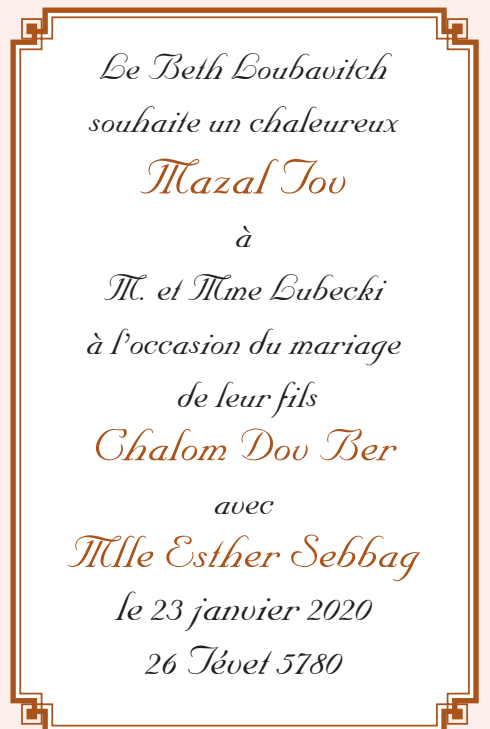 Le Beth Loubavitch
souhaite un chaleureux
Mazal Tov
à
M. et Mme Lubecki
à l'occasion du mariage
de leur fils
Chalom Dov Ber
avec
Mlle Esther Sebbag
le 23 janvier 2020
26 Tévet 5780